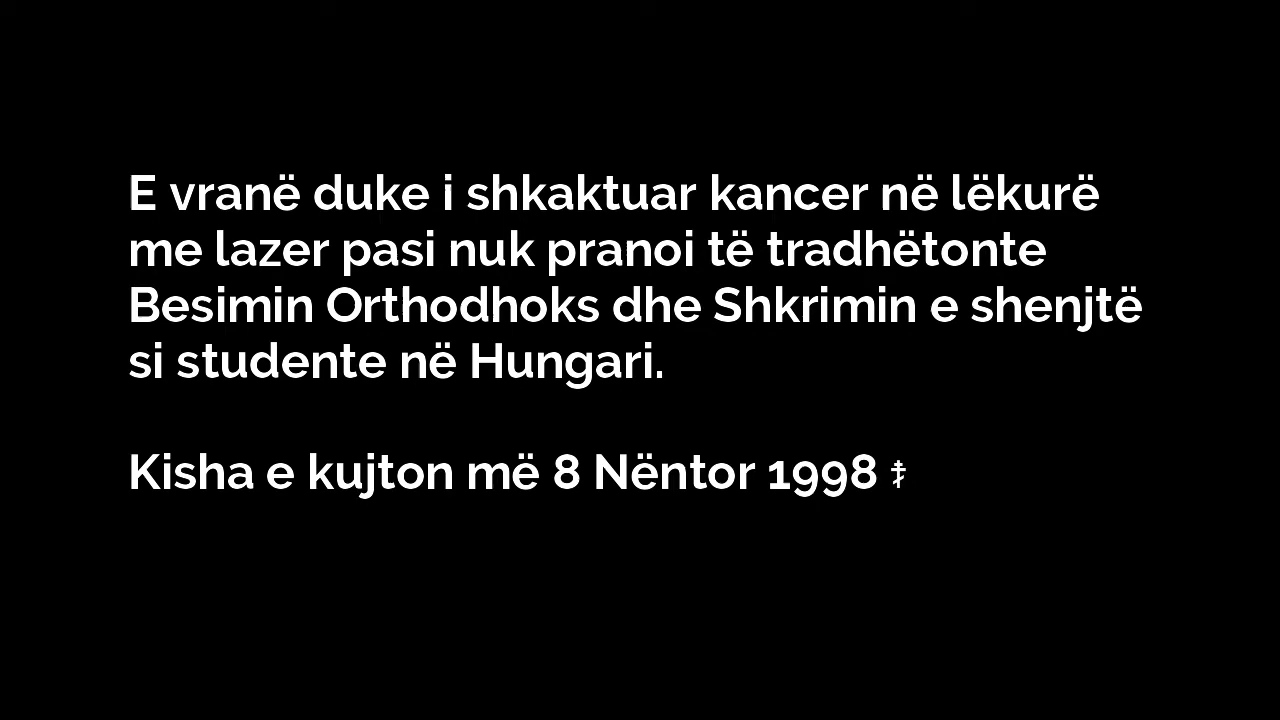 E vranë duke i shkaktuar kancer në lëkurë
me lazer pasi nuk pranoi të tradhëtonte
Besimin Orthodhoks dhe Shkrimin e shenjtë
si studente në Hungari.
Kisha e kujton më 8 Nëntor 1998 ☦